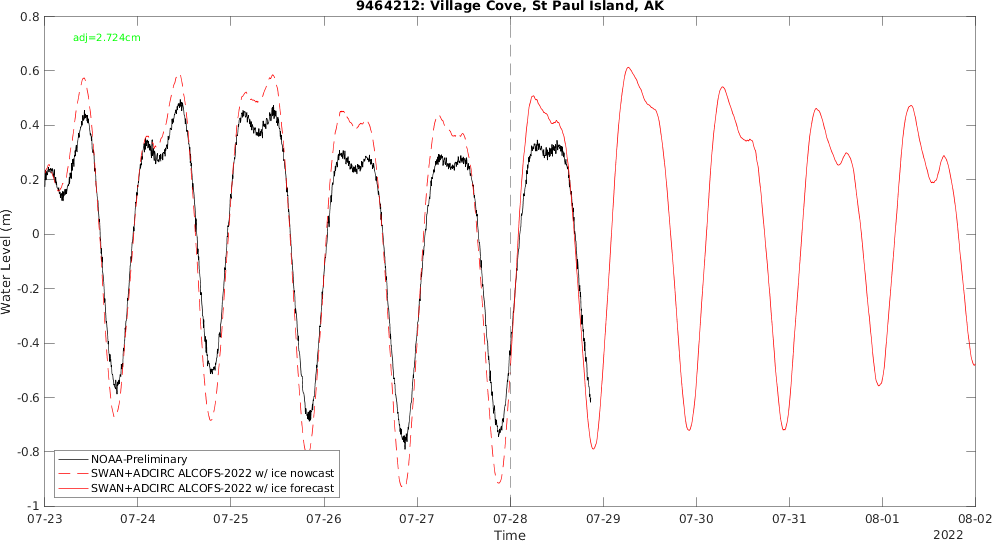 9464212: Village Cove, St Paul Island, AK
adj=2.724cm
0.8
0.6
0.4
0.2
0
-0.2
-0.4
-0.6
-0.8
-1
Water Level (m)
NOAA-Preliminary
SWAN+ADCIRC ALCOFS-2022 w/ ice nowcast
SWAN+ADCIRC ALCOFS-2022 w/ ice forecast
07-23 07-24 07-25 07-26 07-27 07-28 07-29 07-30 07-31 08-01 08-02
Time
2022